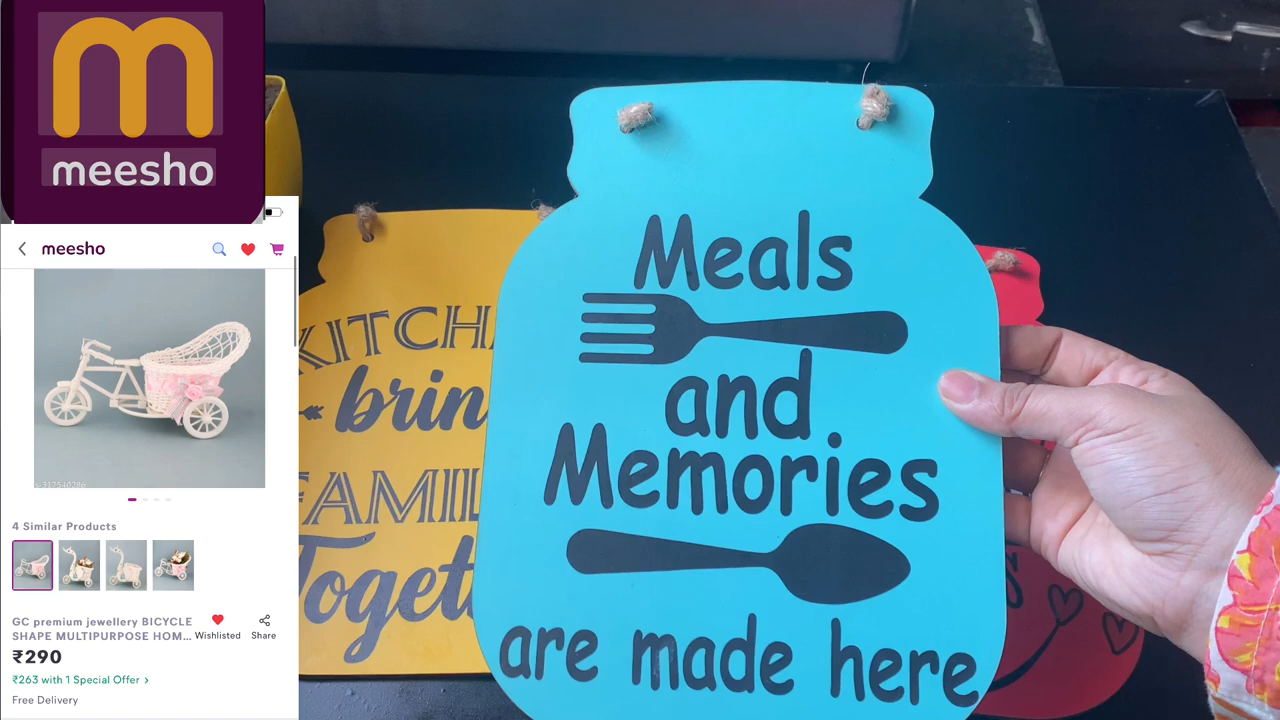 meesho
meesho
s-317540286
4 Similar Products
GC premium jewellery BICYCLE
SHAPE MULTIPURPOSE HOM...
Wishlisted
Share
₹290
₹263 with 1 Special Offer >
Free Delivery
KITCH
brin
FAMIL
Toget
Meals
and
Memories
are made here